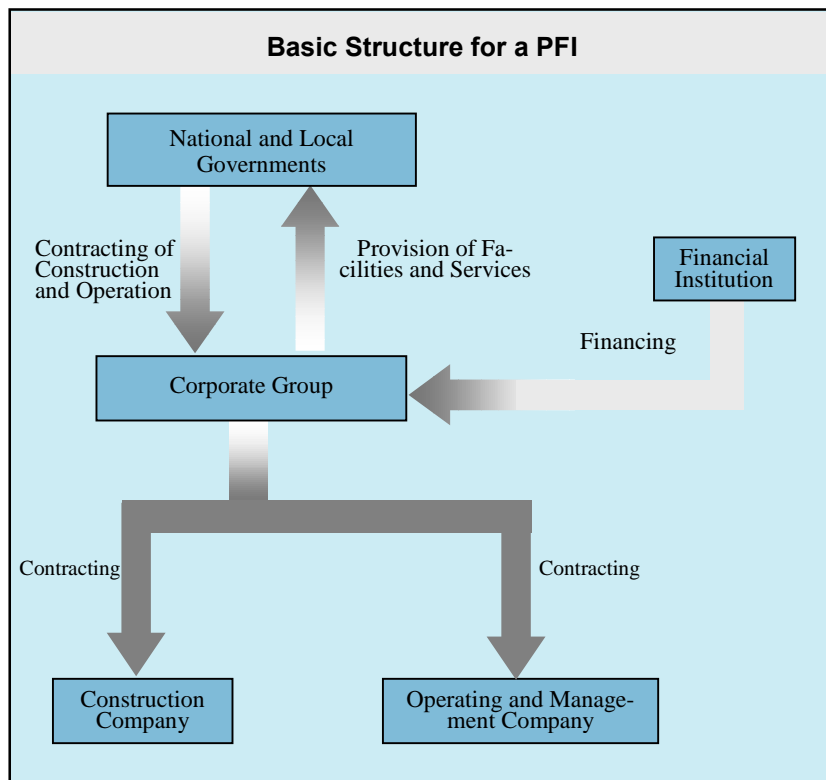 Basic Structure for a PFI
National and Local
Governments
Contracting of
Construction
and Operation
Provision of Fa-
cilities and Services
Financial
Institution
Financing
Corporate Group
Contracting
Contracting
Construction
Company
Operating and Manage-
ment Company